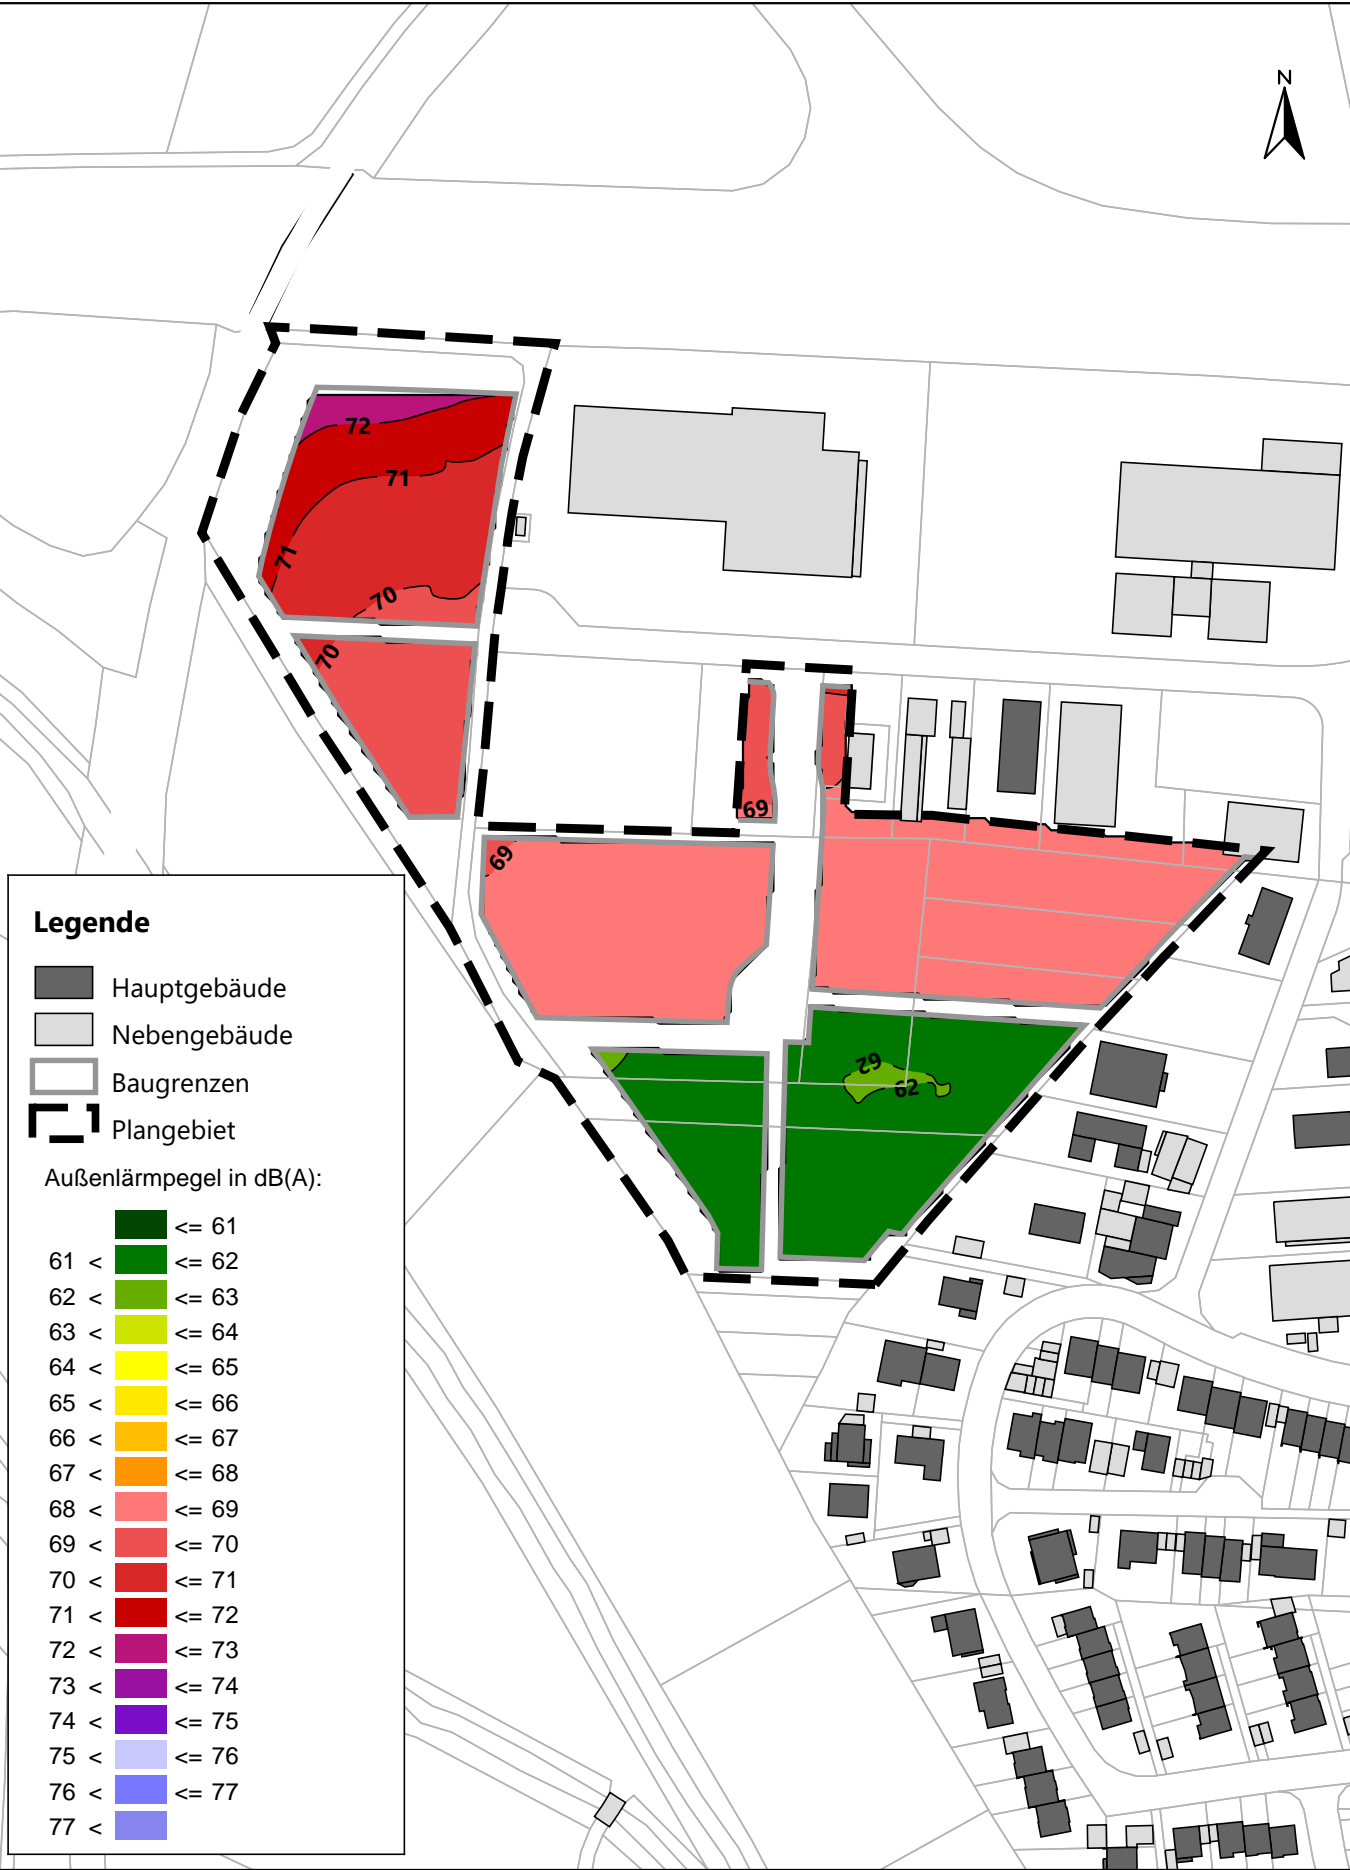 N
72
71
71
70
70
69
69
62
62
Legende
Hauptgebäude
Nebengebäude
Baugrenzen
Plangebiet
Außenlärmpegel in dB(A):
<= 61
61 < <= 62
62 < <= 63
63 < <= 64
64 < <= 65
65 < <= 66
66 < <= 67
67 < <= 68
68 < <= 69
69 < <= 70
70 < <= 71
71 < <= 72
72 < <= 73
73 < <= 74
74 < <= 75
75 < <= 76
76 < <= 77
77 <